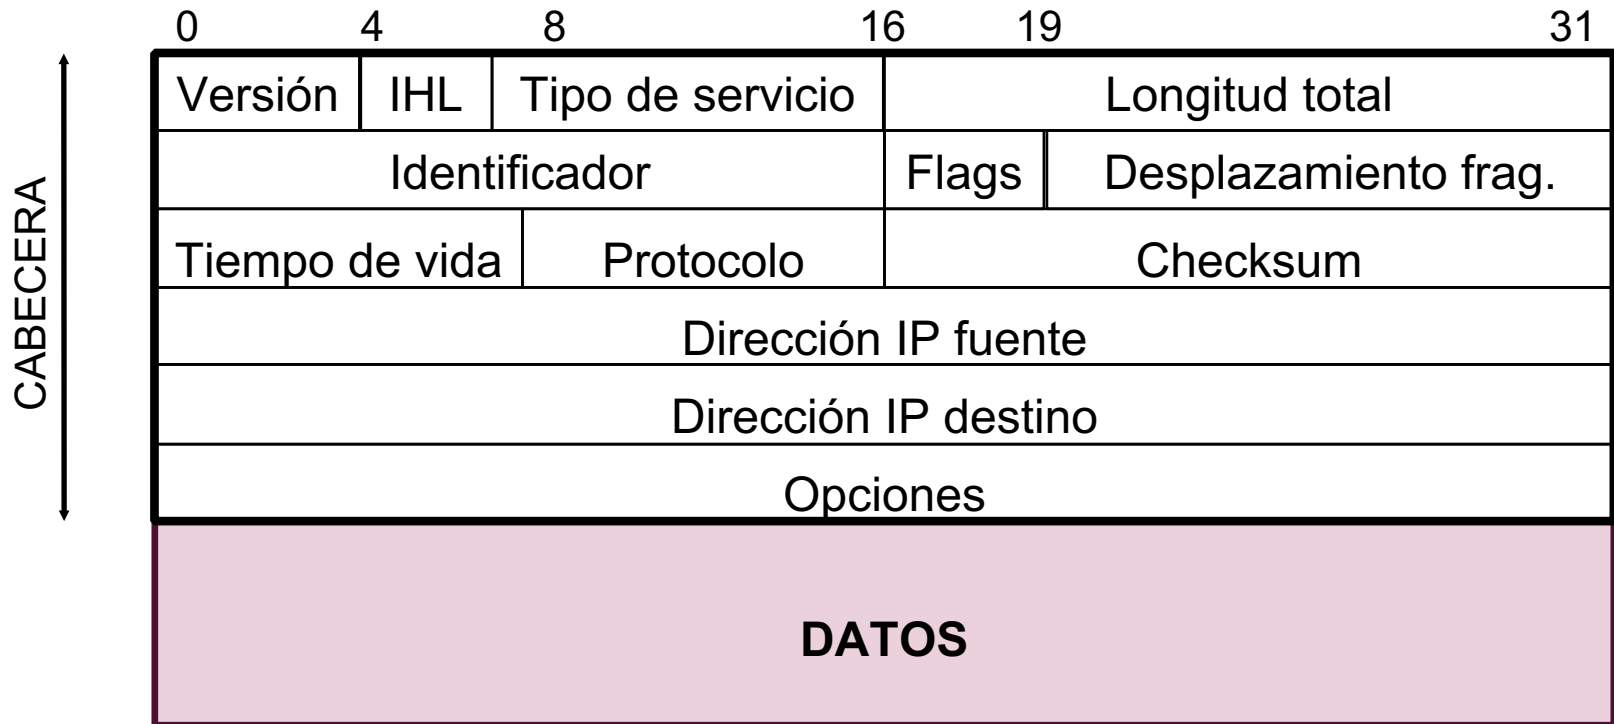 0 4 8 16 19 31
Versión IHL Tipo de servicio Longitud total
Identificador Flags Desplazamiento frag.
Tiempo de vida Protocolo Checksum
Dirección IP fuente
Dirección IP destino
Opciones
CABECERA
DATOS